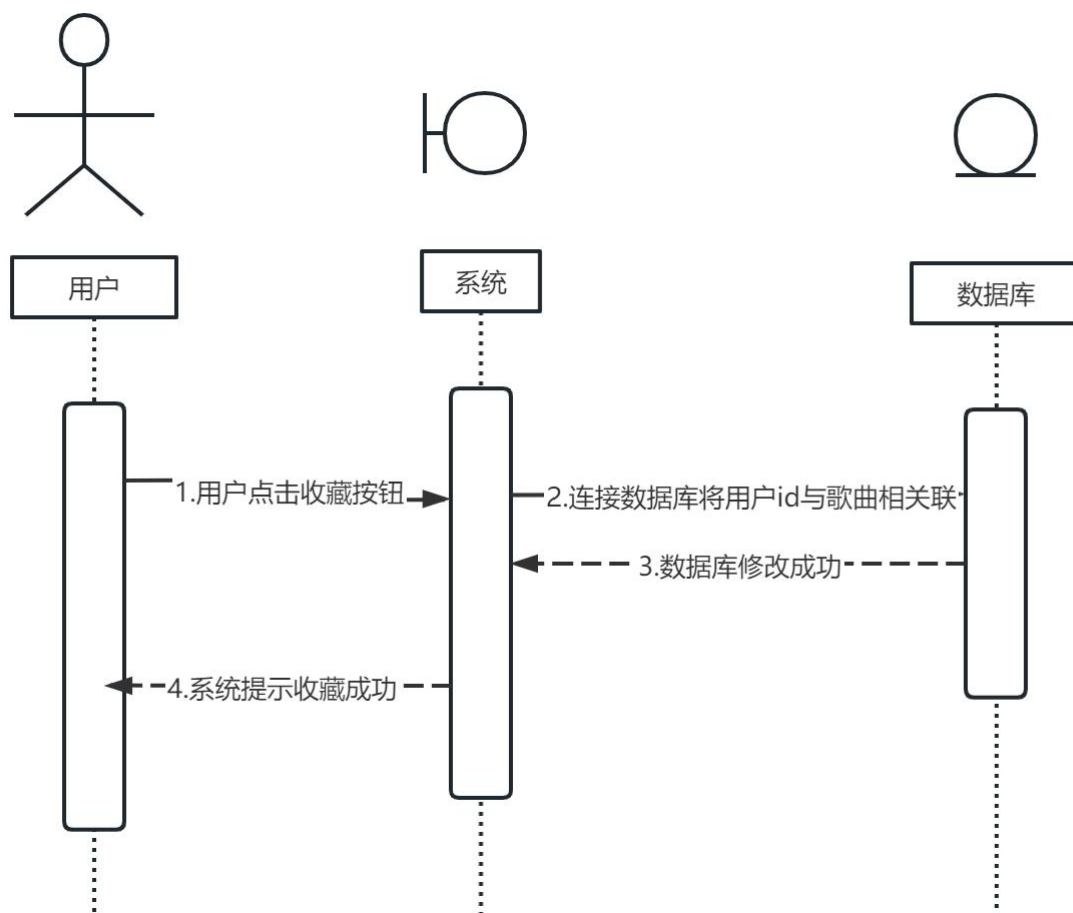 用户
系统
数据库
1.用户点击收藏按钮
2.连接数据库将用户id与歌曲相关联
3.数据库修改成功
4.系统提示收藏成功